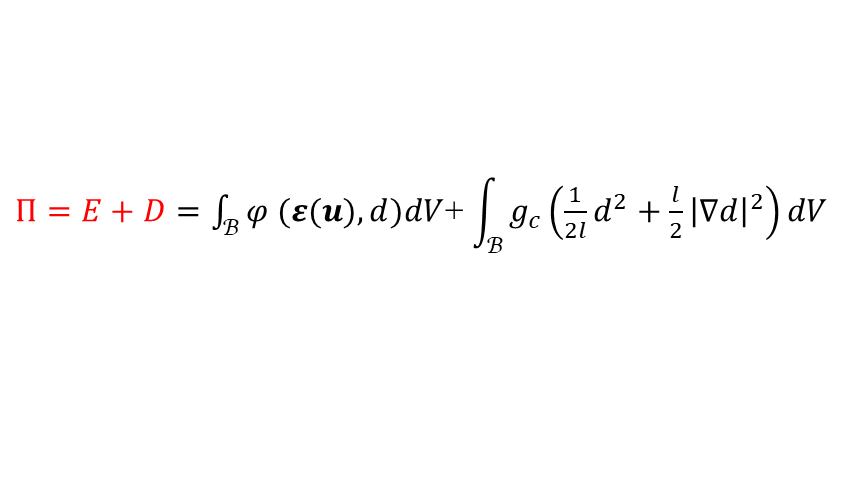 Π = E + D = ∫_ℬ φ (𝜺(𝒖), d)dV+ ∫_ℬ g_c (1/2l d² + l/2 |∇d|²) dV